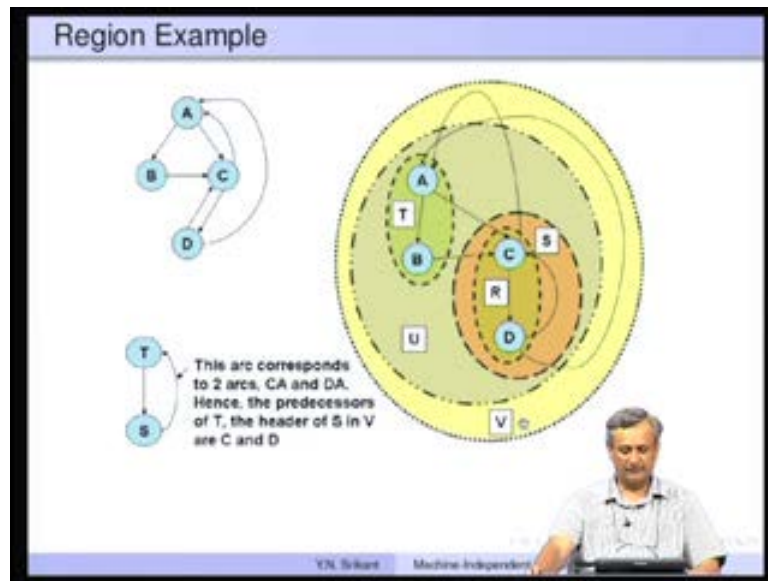 Region Example
A
B
C
D
T
S
This arc corresponds
to 2 arcs, CA and DA.
Hence, the predecessors
of T, the header of S in V
are C and D
A
T
B
C
S
R
D
U
V
Y.N. Srikant
Machine-Independent